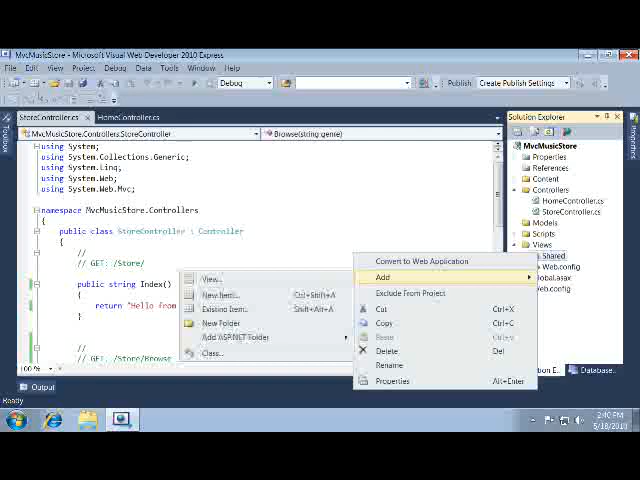 MvcMusicStore - Microsoft Visual Web Developer 2010 Express
File Edit View Project Debug Data Tools Window Help
Debug
Publish: Create Publish Settings
StoreController.cs HomeController.cs
MvcMusicStore.Controllers.StoreController Browse(string genre)
using System;
using System.Collections.Generic;
using System.Linq;
using System.Web;
using System.Web.Mvc;
namespace MvcMusicStore.Controllers
{
public class StoreController : Controller
{
//
// GET: /Store/
public string Index()
{
return "Hello from
}
//
// GET: /Store/Browse
100 %
View...
New Item... Ctrl+Shift+A
Existing Item... Shift+Alt+A
New Folder
Add ASP.NET Folder
Class...
Convert to Web Application
Add
Exclude From Project
Cut Ctrl+X
Copy Ctrl+C
Paste Ctrl+V
Delete Del
Rename
Properties Alt+Enter
Solution Explorer
MvcMusicStore
Properties
References
Content
Controllers
HomeController.cs
StoreController.cs
Models
Scripts
Views
Shared
Web.config
Global.asax
Database...
Toolbox
Properties
Output
Ready
2:40 PM
5/18/2010